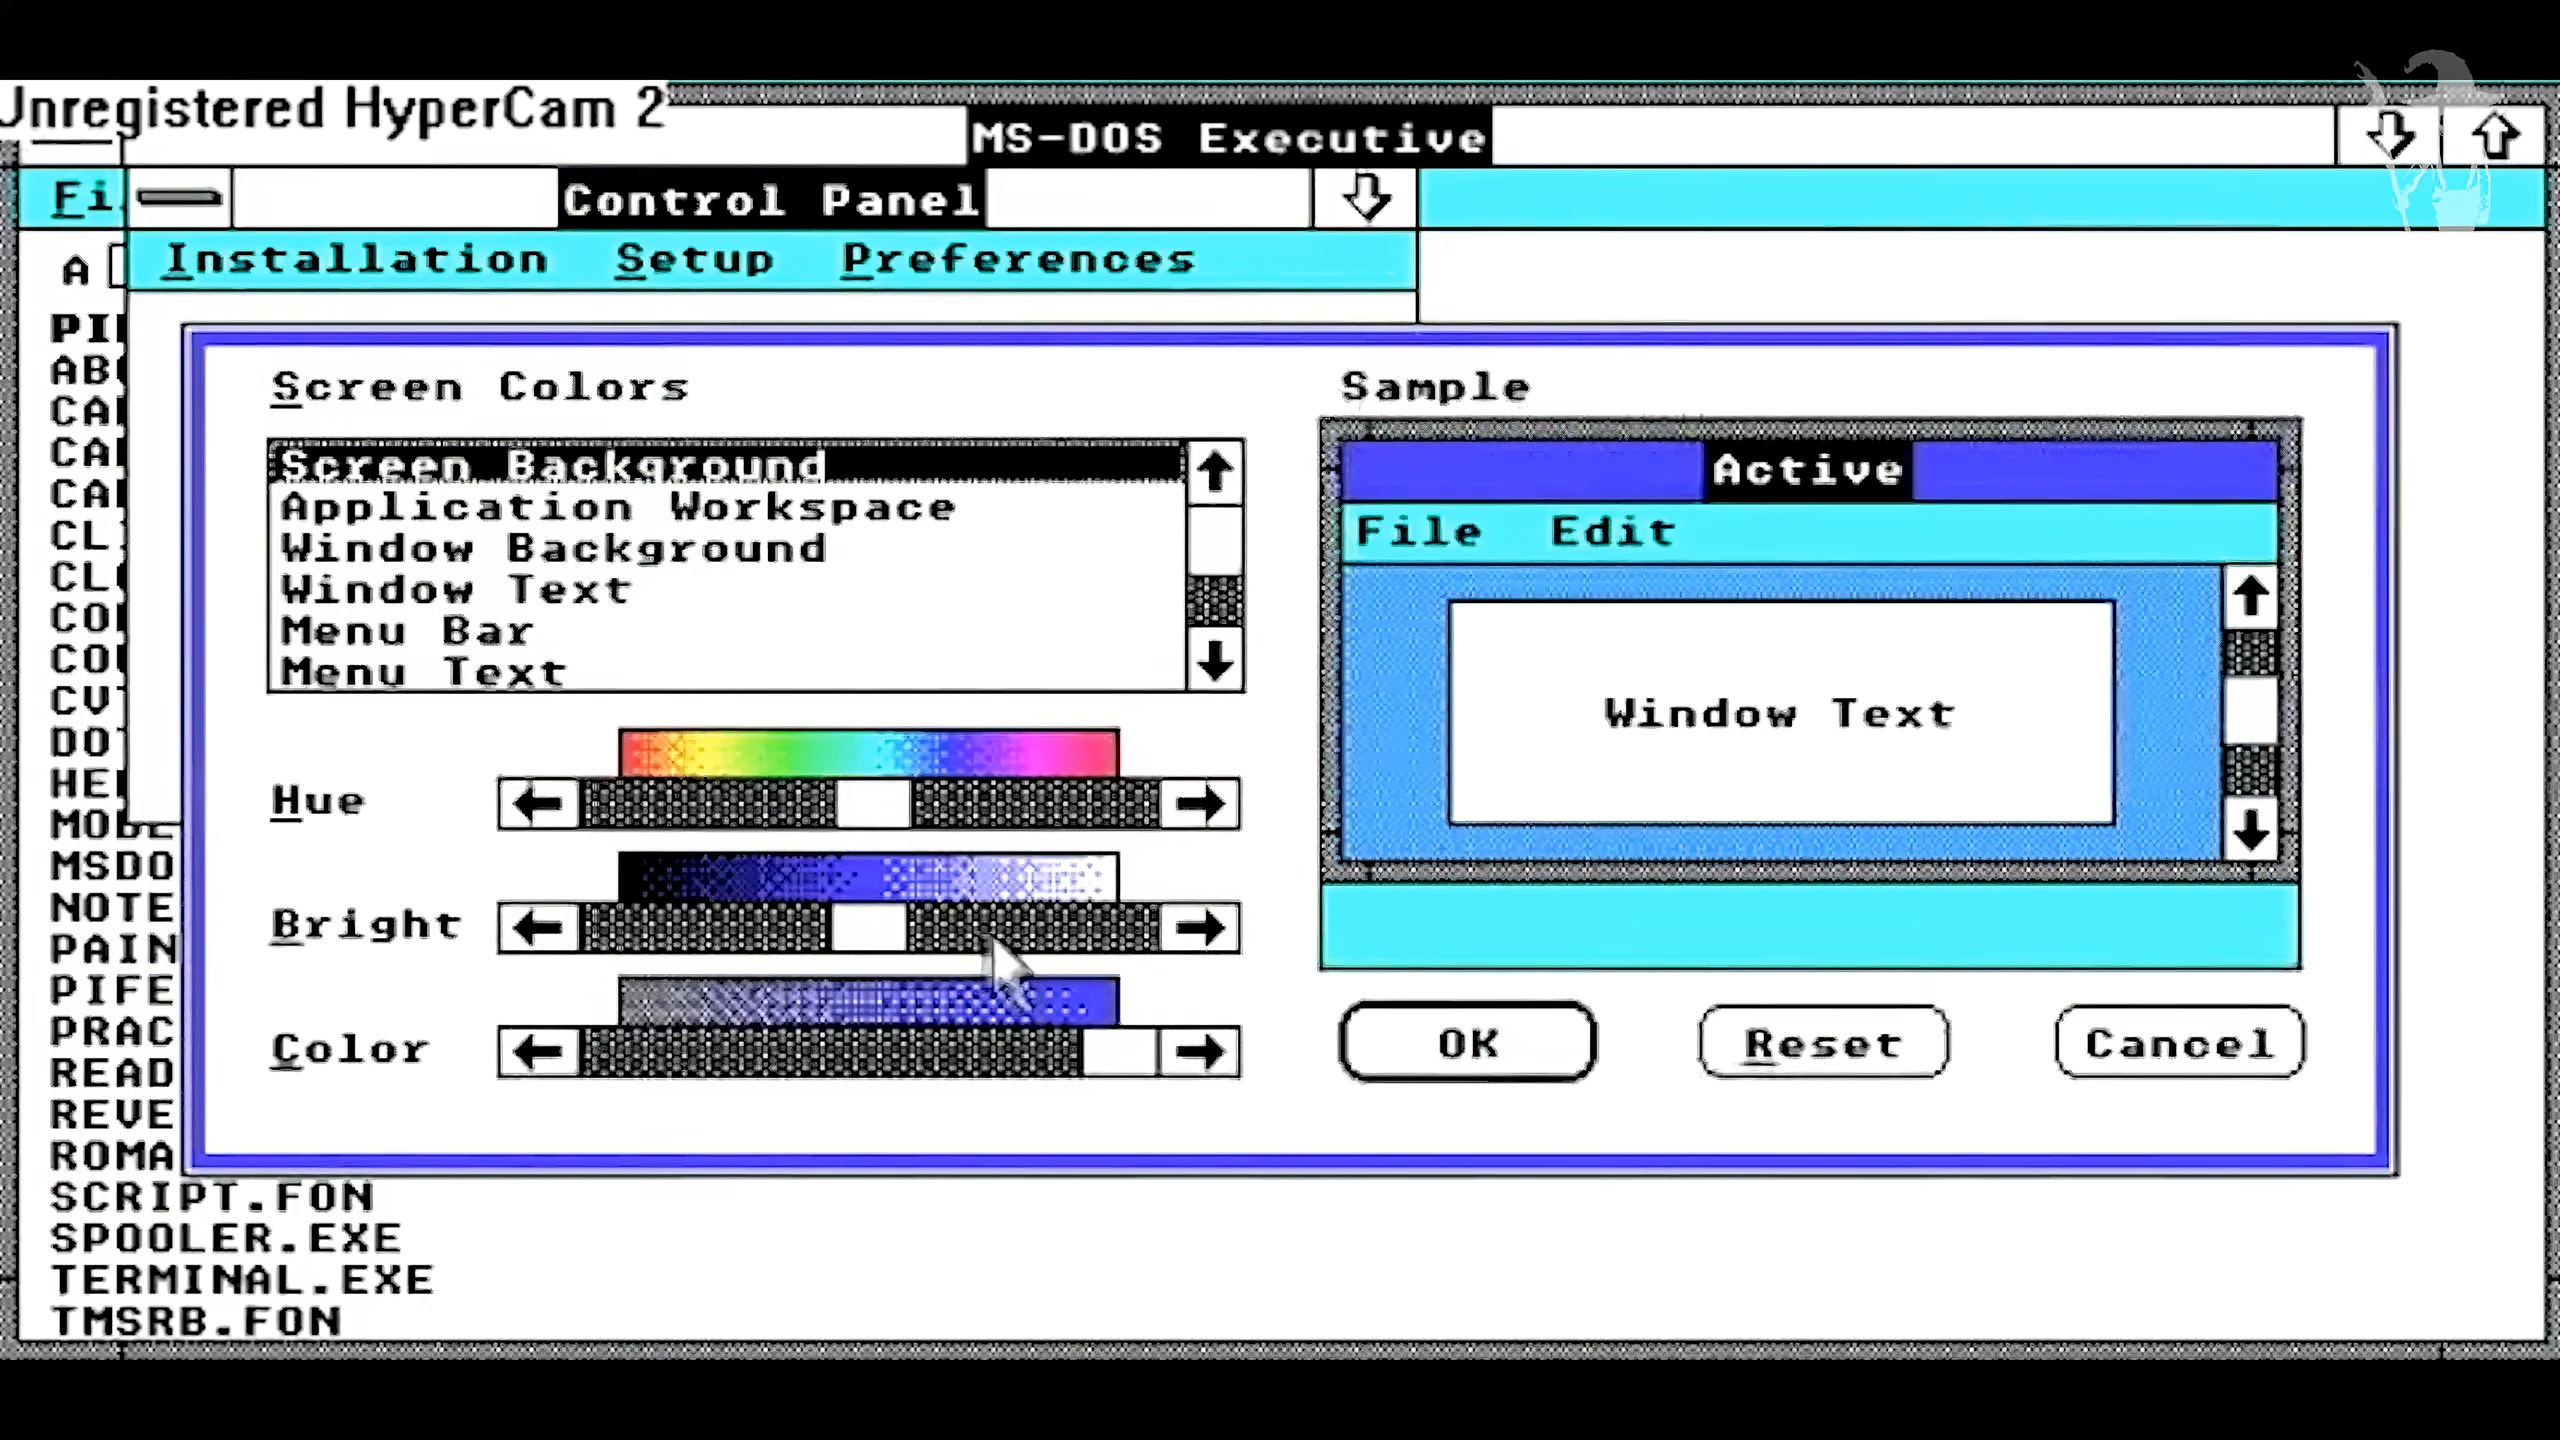 Unregistered HyperCam 2
MS-DOS Executive
Control Panel
Installation Setup Preferences
A
Screen Colors
Screen Background
Application Workspace
Window Background
Window Text
Menu Bar
Menu Text
Hue
Bright
Color
Sample
Active
File Edit
Window Text
OK Reset Cancel
MSDO
NOTE
PAIN
PIFE
PRAC
READ
REVE
ROMA
SCRIPT.FON
SPOOLER.EXE
TERMINAL.EXE
TMSRB.FON